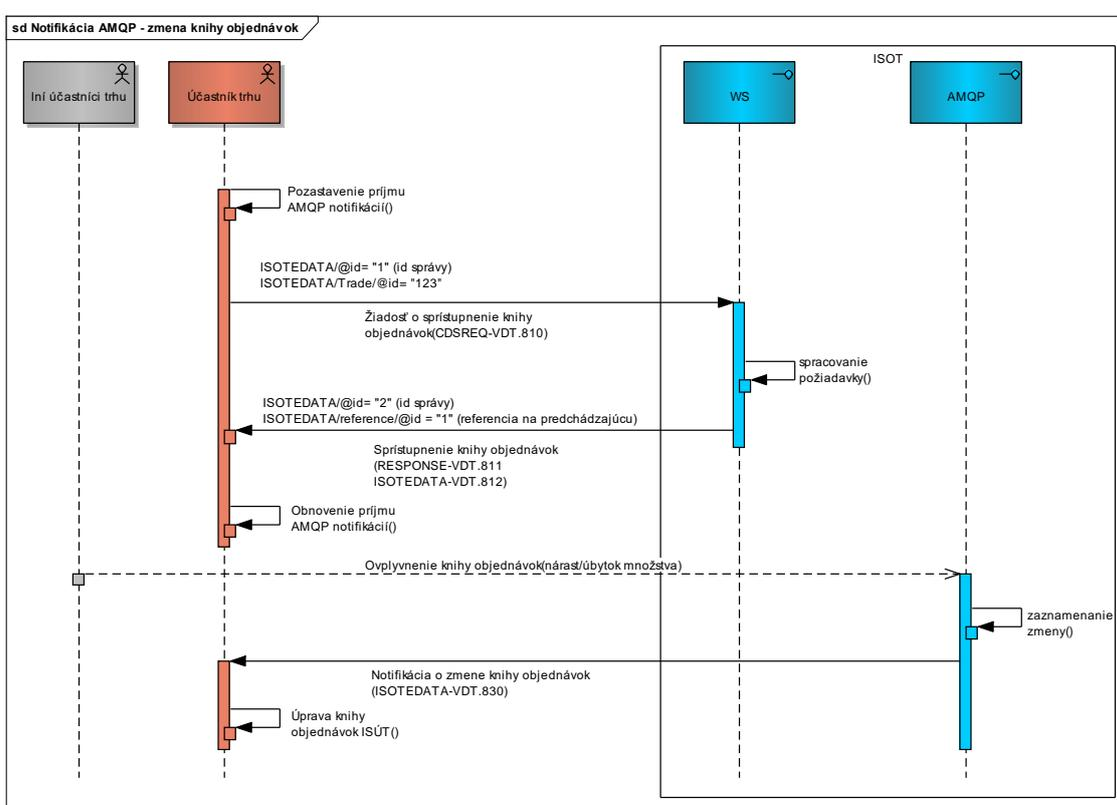 sd Notifikácia AMQP - zmena knihy objednávok
ISOT
Iní účastníci trhu
Účastník trhu
WS
AMQP
Pozastavenie príjmu
AMQP notifikácií()
ISOTEDATA/@id= "1" (id správy)
ISOTEDATA/Trade/@id= "123"
Žiadosť o sprístupnenie knihy
objednávok(CDSREQ-VDT.810)
spracovanie
požiadavky()
ISOTEDATA/@id= "2" (id správy)
ISOTEDATA/reference/@id = "1" (referencia na predchádzajúcu)
Sprístupnenie knihy objednávok
(RESPONSE-VDT.811
ISOTEDATA-VDT.812)
Obnovenie príjmu
AMQP notifikácií()
Ovplyvnenie knihy objednávok(nárast/úbytok množstva)
zaznamenanie
zmeny()
Notifikácia o zmene knihy objednávok
(ISOTEDATA-VDT.830)
Úprava knihy
objednávok ISÚT()